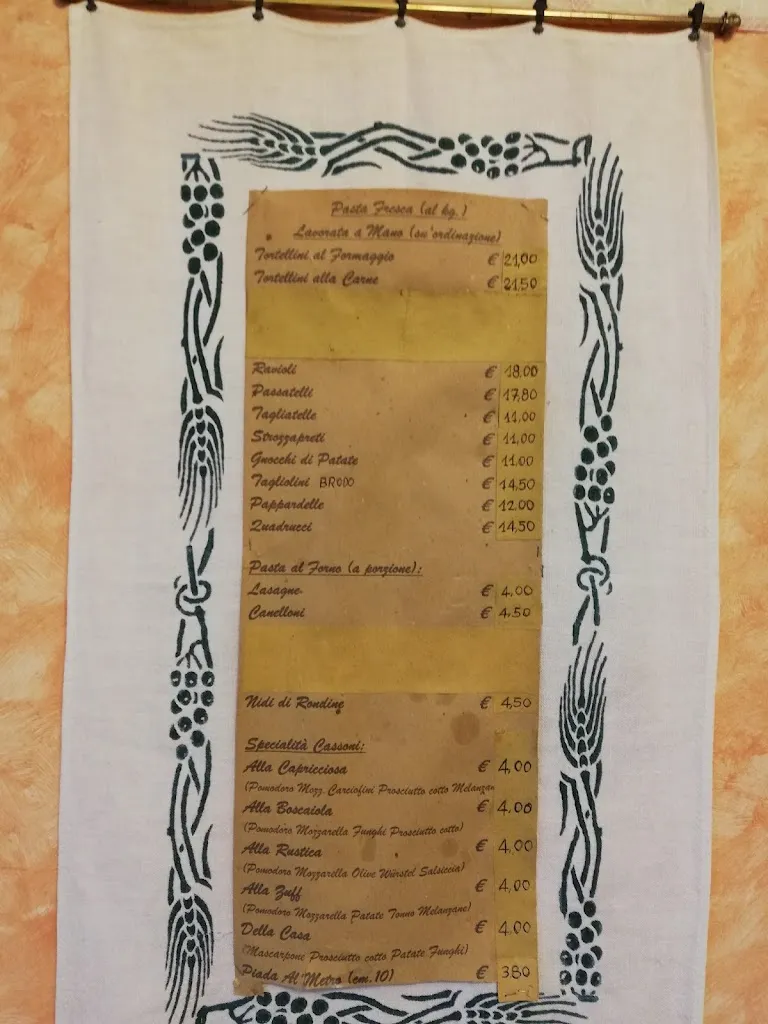 Pasta Fresca (al kg.)
Lavorata a Mano (su'ordinazione)
Tortellini al Formaggio € 21,00
Tortellini alla Carne € 21,50
Ravioli € 18.00
Passatelli € 17,80
Tagliatelle € 11,00
Strozzapreti € 11,00
Gnocchi di Patate € 11.00
Tagliolini BRODO € 14,50
Pappardelle € 12.00
Quadrucci € 14,50
Pasta al Forno (a porzione):
Lasagne € 4,00
Canelloni € 4,50
Nidi di Rondine € 4,50
Specialità Cassoni:
Alla Capricciosa € 4,00
(Pomodoro Mozz. Carciofini Prosciutto cotto Melanzan
Alla Boscaiola € 4.00
(Pomodoro Mozzarella Funghi Prosciutto cotto)
Alla Rustica € 4,00
(Pomodoro Mozzarella Olive Würstel Salsiccia)
Alla Zuff € 4,00
(Pomodoro Mozzarella Patate Tonno Melanzane)
Della Casa € 4.00
(Mascarpone Prosciutto cotto Patate Funghi)
Piada Al Metro (cm.10) € 380